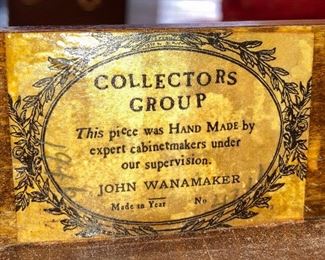 COLLECTORS
GROUP
This piece was HAND MADE by
expert cabinetmakers under
our supervision.
JOHN WANAMAKER
Made in Year No